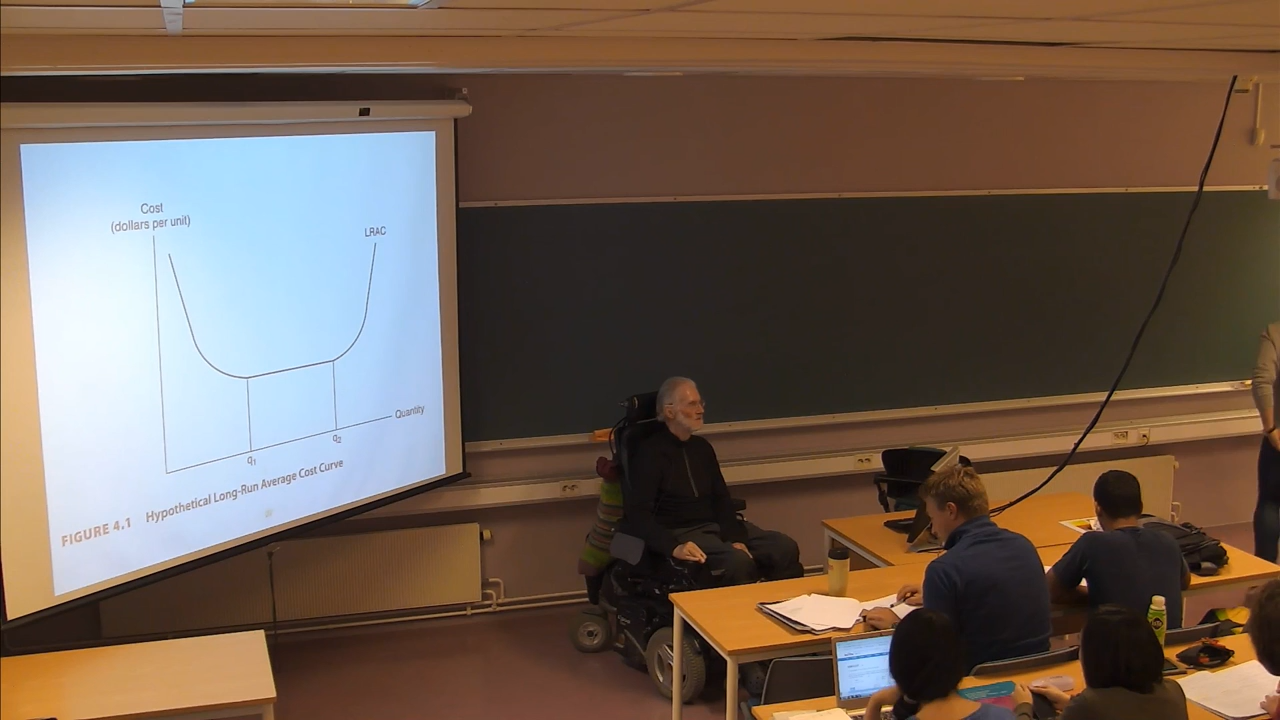 Cost
(dollars per unit)
LRAC
Quantity
q1
q2
FIGURE 4.1 Hypothetical Long-Run Average Cost Curve